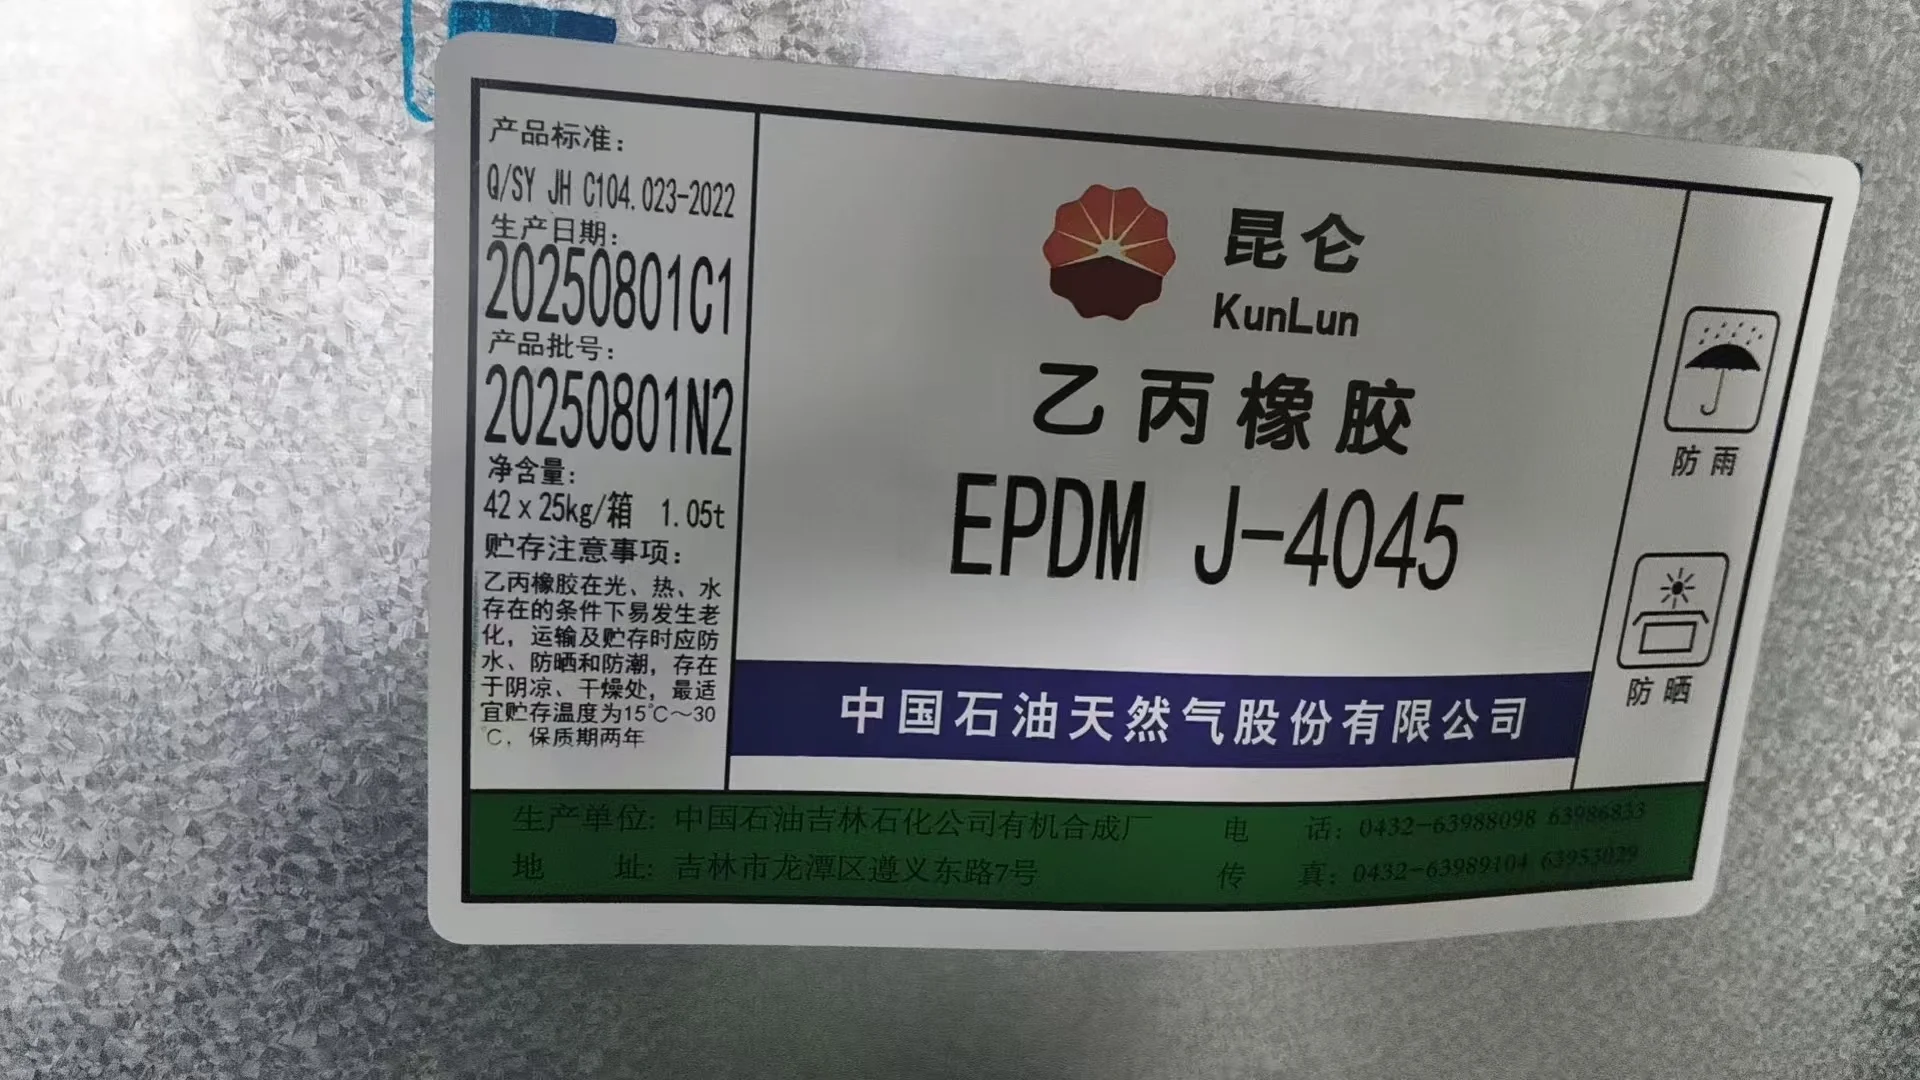 产品标准：
Q/SY JH C104.023-2022
生产日期：
20250801C1
产品批号：
20250801N2
净含量：
42×25kg/箱 1.05t
贮存注意事项：
乙丙橡胶在光、热、水
存在的条件下易发生老
化，运输及贮存时应防
水、防晒和防潮，存在
于阴凉、干燥处，最适
宜贮存温度为15℃～30
℃，保质期两年
昆仑
KunLun
乙丙橡胶
EPDM J-4045
中国石油天然气股份有限公司
防雨
防晒
生产单位：中国石油吉林石化公司有机合成厂
地 址：吉林市龙潭区遵义东路7号
电 话：0432-63988098 63986833
传 真：0432-63989104 63953029